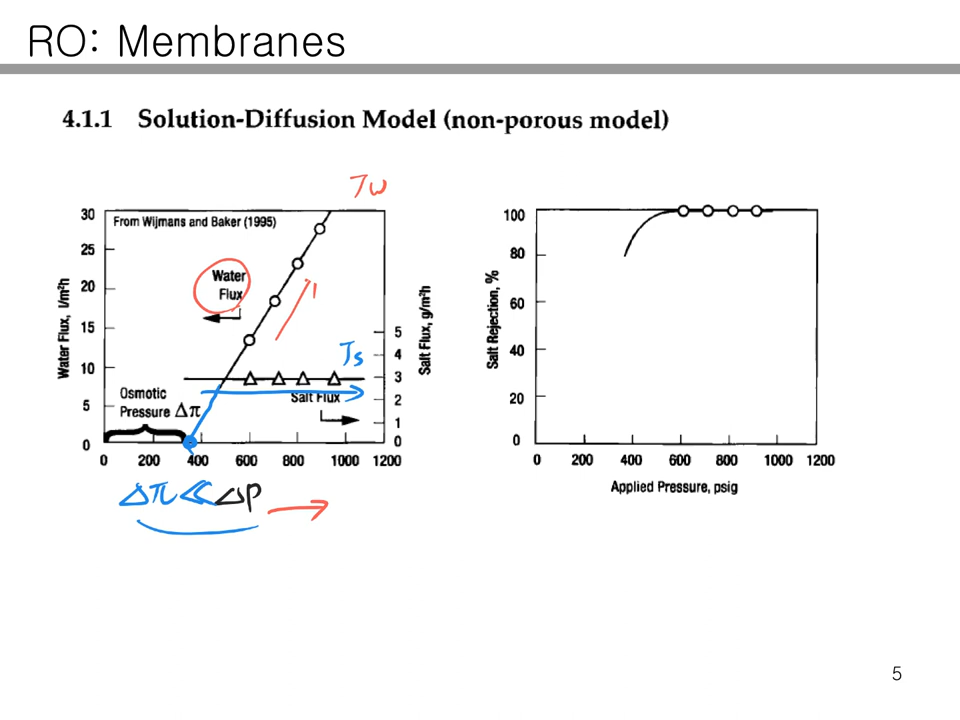 RO: Membranes
4.1.1 Solution-Diffusion Model (non-porous model)
Jw
From Wijmans and Baker (1995)
Water
Flux
Js
Salt Flux
Osmotic
Pressure Δπ
Water Flux, l/m²h
30
25
20
15
10
5
0
Salt Flux, g/m²h
5
4
3
2
1
0
0 200 400 600 800 1000 1200
Δπ ≪ ΔP
Salt Rejection, %
100
80
60
40
20
0
0 200 400 600 800 1000 1200
Applied Pressure, psig
5